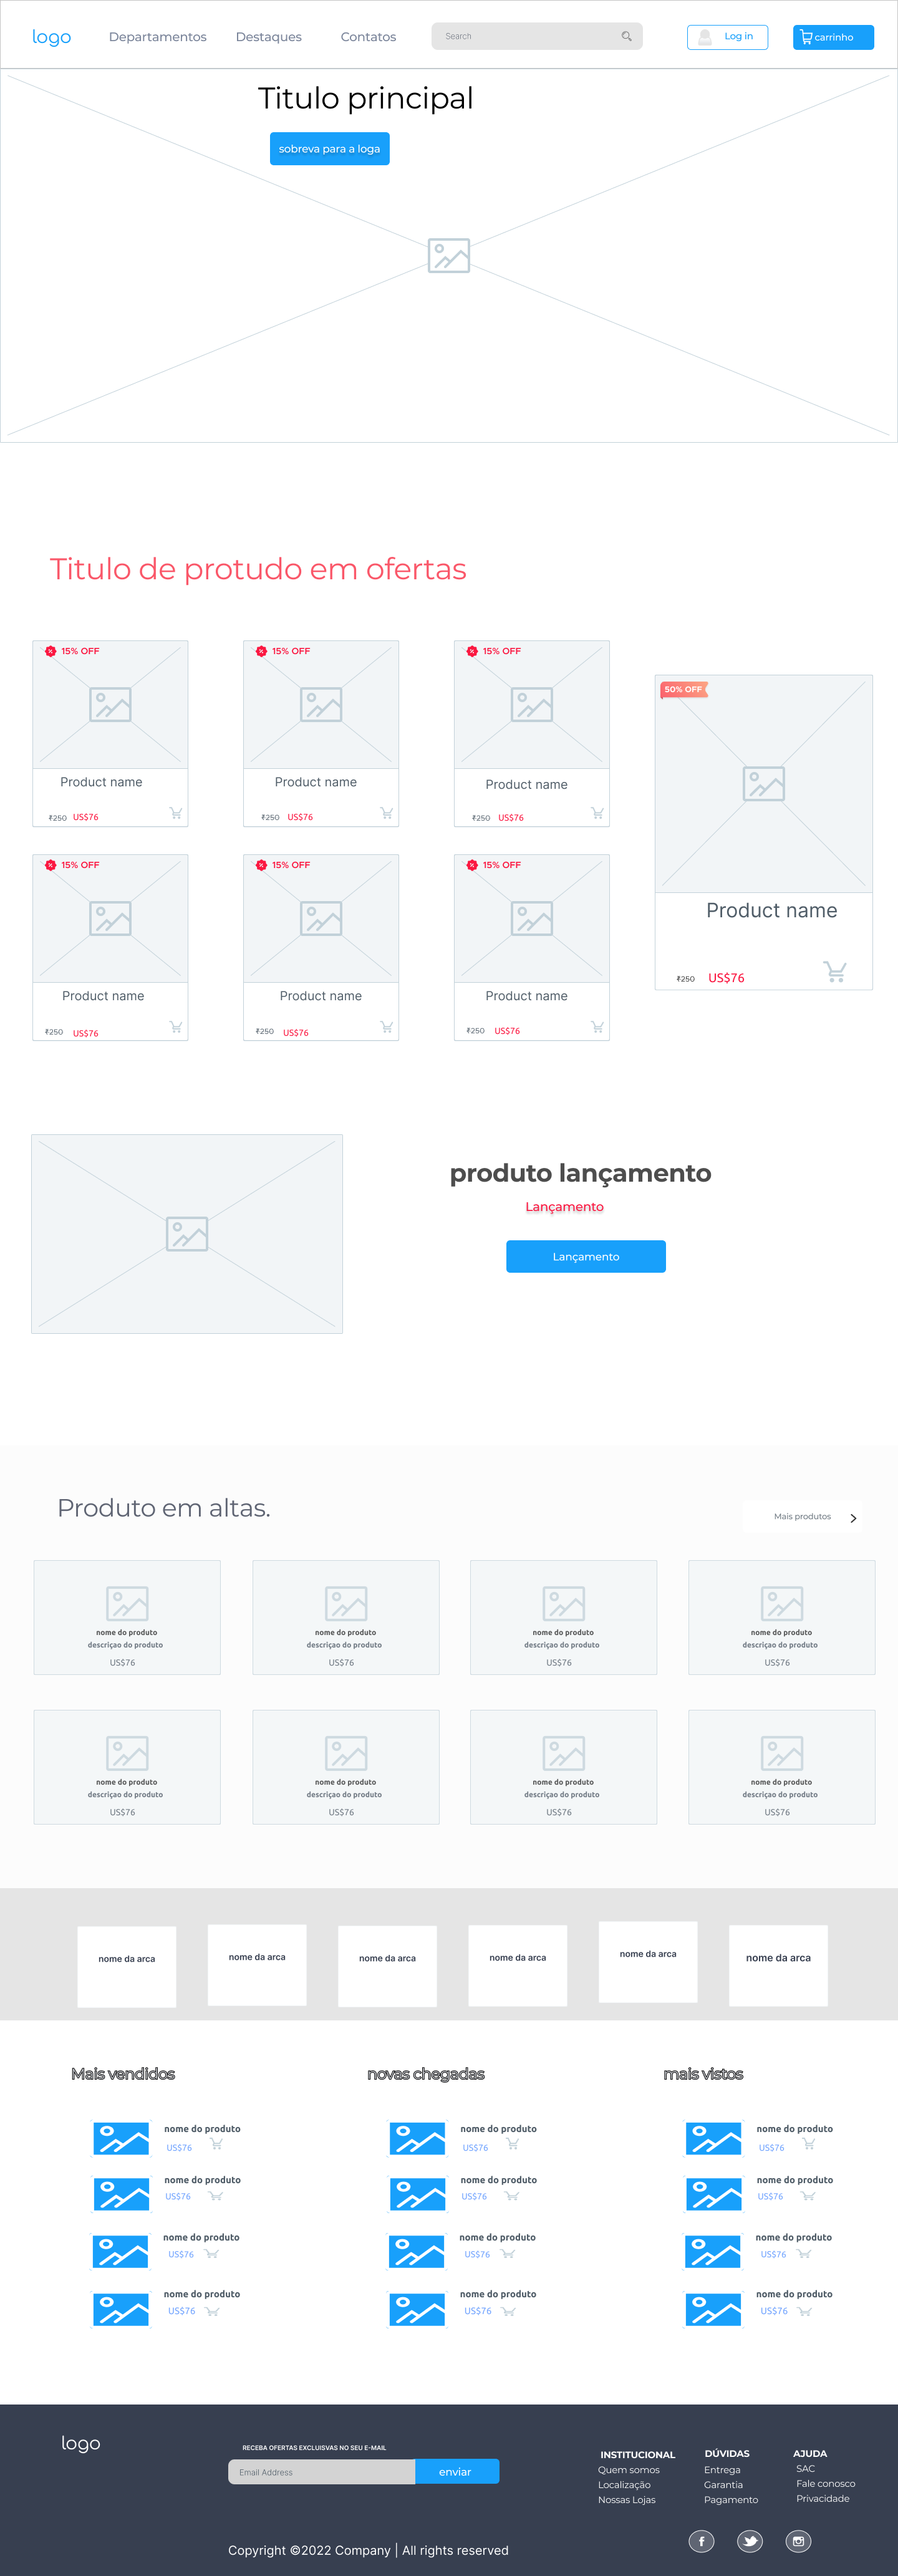 logo
Departamentos
Destaques
Contatos
Search
Log in
carrinho
Titulo principal
sobreva para a loga
Titulo de protudo em ofertas
15% OFF
15% OFF
15% OFF
50% OFF
Product name
Product name
Product name
₹250 US$76
₹250 US$76
₹250 US$76
15% OFF
15% OFF
15% OFF
Product name
₹250 US$76
Product name
Product name
Product name
₹250 US$76
₹250 US$76
₹250 US$76
produto lançamento
Lançamento
Lançamento
Produto em altas.
Mais produtos
nome do produto
descriçao do produto
US$76
nome do produto
descriçao do produto
US$76
nome do produto
descriçao do produto
US$76
nome do produto
descriçao do produto
US$76
nome do produto
descriçao do produto
US$76
nome do produto
descriçao do produto
US$76
nome do produto
descriçao do produto
US$76
nome do produto
descriçao do produto
US$76
nome da arca
nome da arca
nome da arca
nome da arca
nome da arca
nome da arca
Mais vendidos
nome do produto
US$76
nome do produto
US$76
nome do produto
US$76
nome do produto
US$76
novas chegadas
nome do produto
US$76
nome do produto
US$76
nome do produto
US$76
nome do produto
US$76
mais vistos
nome do produto
US$76
nome do produto
US$76
nome do produto
US$76
nome do produto
US$76
logo
RECEBA OFERTAS EXCLUISVAS NO SEU E-MAIL
Email Address
enviar
INSTITUCIONAL
Quem somos
Localização
Nossas Lojas
DÚVIDAS
Entrega
Garantia
Pagamento
AJUDA
SAC
Fale conosco
Privacidade
Copyright ©2022 Company | All rights reserved